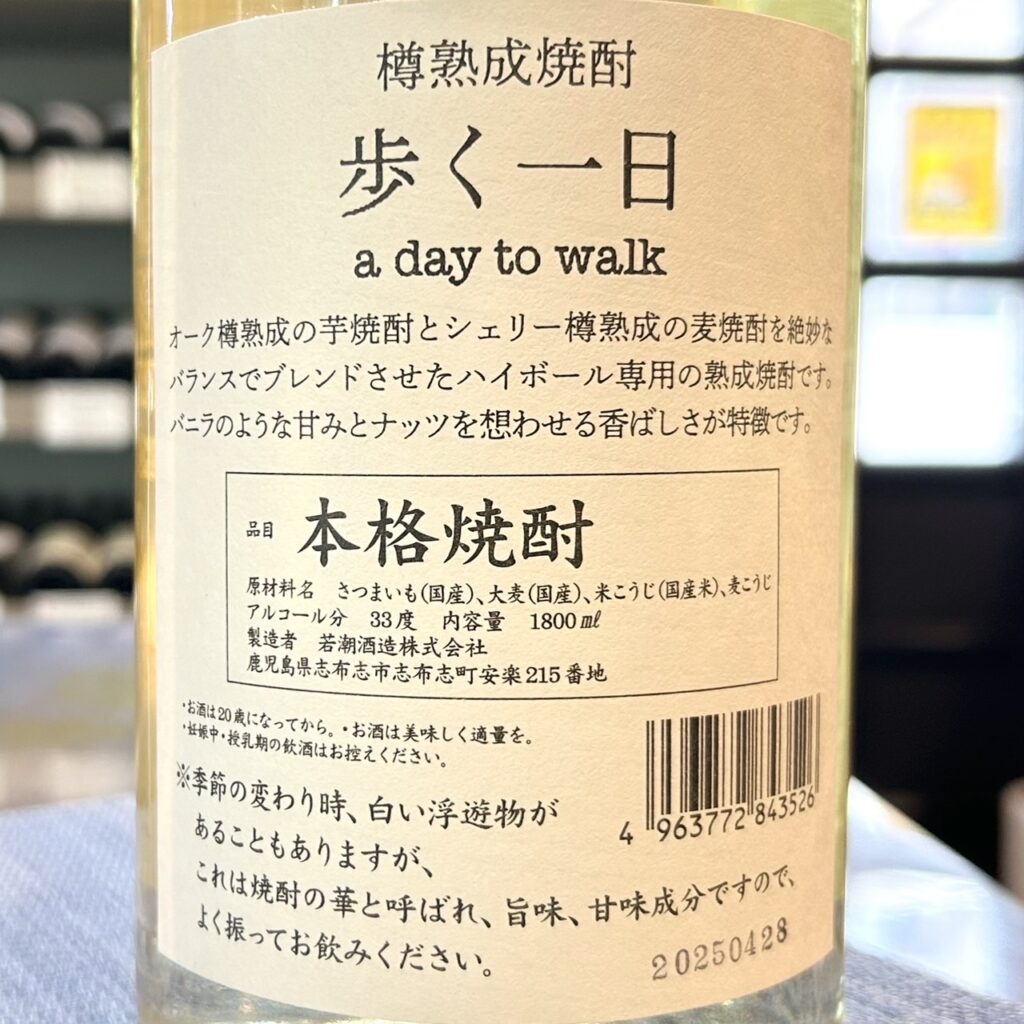 樽熟成焼酎
歩く一日
a day to walk
オーク樽熟成の芋焼酎とシェリー樽熟成の麦焼酎を絶妙な
バランスでブレンドさせたハイボール専用の熟成焼酎です。
バニラのような甘みとナッツを想わせる香ばしさが特徴です。
品目 本格焼酎
原材料名 さつまいも(国産)、大麦(国産)、米こうじ(国産米)、麦こうじ
アルコール分 33度 内容量 1800㎖
製造者 若潮酒造株式会社
鹿児島県志布志市志布志町安楽215番地
・お酒は20歳になってから。・お酒は美味しく適量を。
・妊娠中・授乳期の飲酒はお控えください。
※季節の変わり時、白い浮遊物が
あることもありますが、
これは焼酎の華と呼ばれ、旨味、甘味成分ですので、
よく振ってお飲みください。
4 963772 843526
20250428